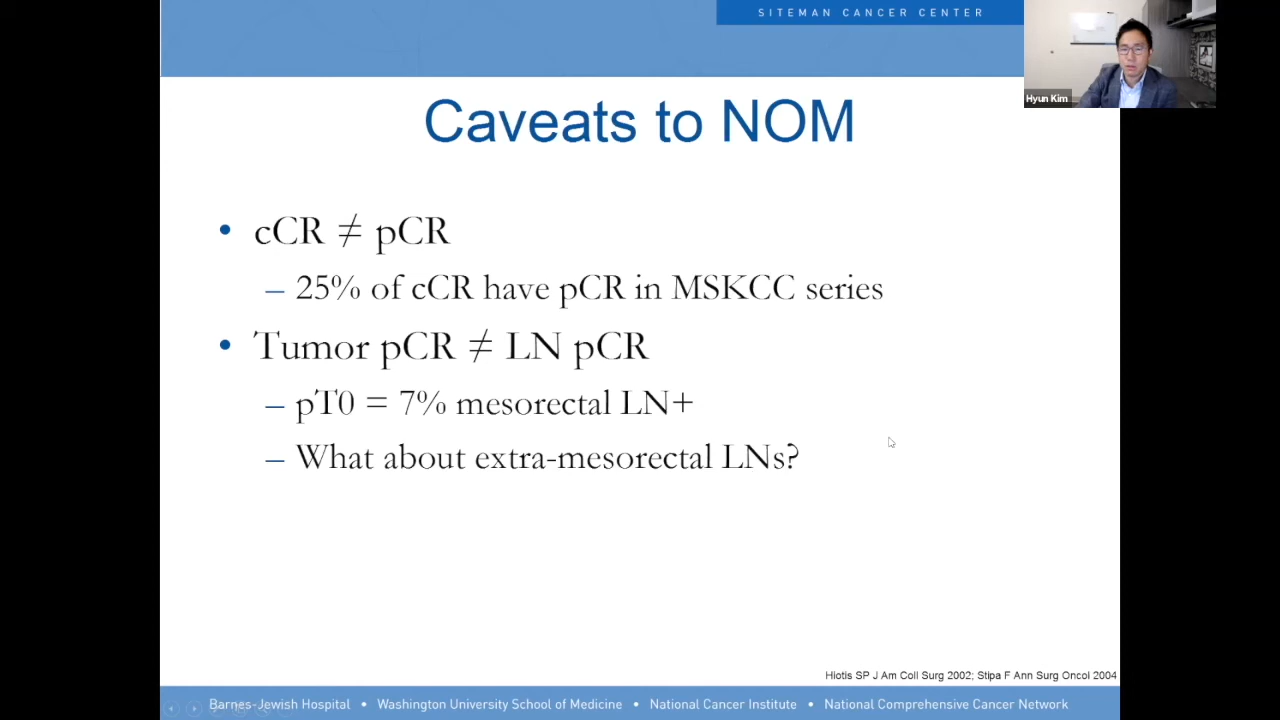 SITEMAN CANCER CENTER
Hyun Kim
Caveats to NOM
• cCR ≠ pCR
– 25% of cCR have pCR in MSKCC series
• Tumor pCR ≠ LN pCR
– pT0 = 7% mesorectal LN+
– What about extra-mesorectal LNs?
Hiotis SP J Am Coll Surg 2002; Stipa F Ann Surg Oncol 2004
Barnes-Jewish Hospital • Washington University School of Medicine • National Cancer Institute • National Comprehensive Cancer Network